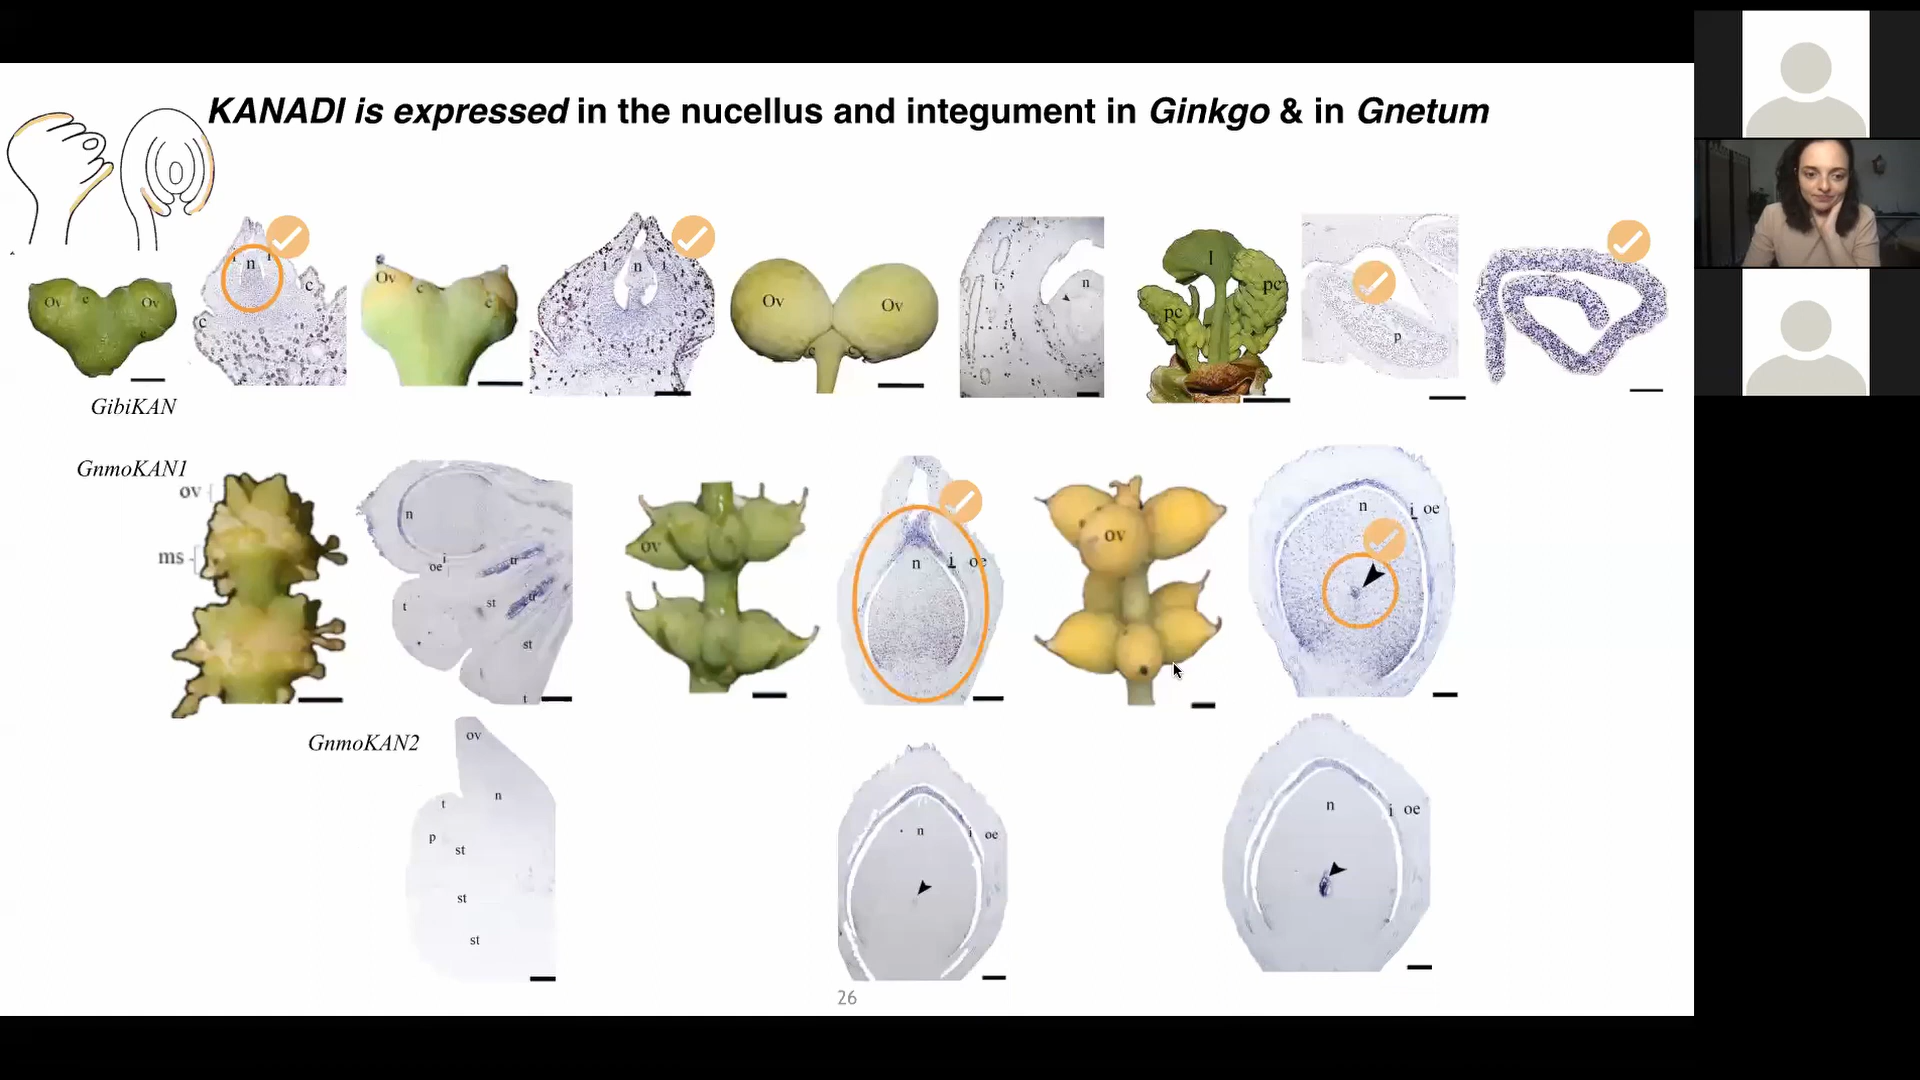 KANADI is expressed in the nucellus and integument in Ginkgo & in Gnetum
Ov c Ov
c
n
c
c
Ov
c
c
i n i
Ov Ov
i
n
l
pc
pc
p
GibiKAN
GnmoKAN1
ov
ms
n
i
oe
tr
tr
t
st
st
t
ov
n i oe
ov
n
i oe
GnmoKAN2
ov
n
t
p
st
st
st
n
i oe
n
i oe
26